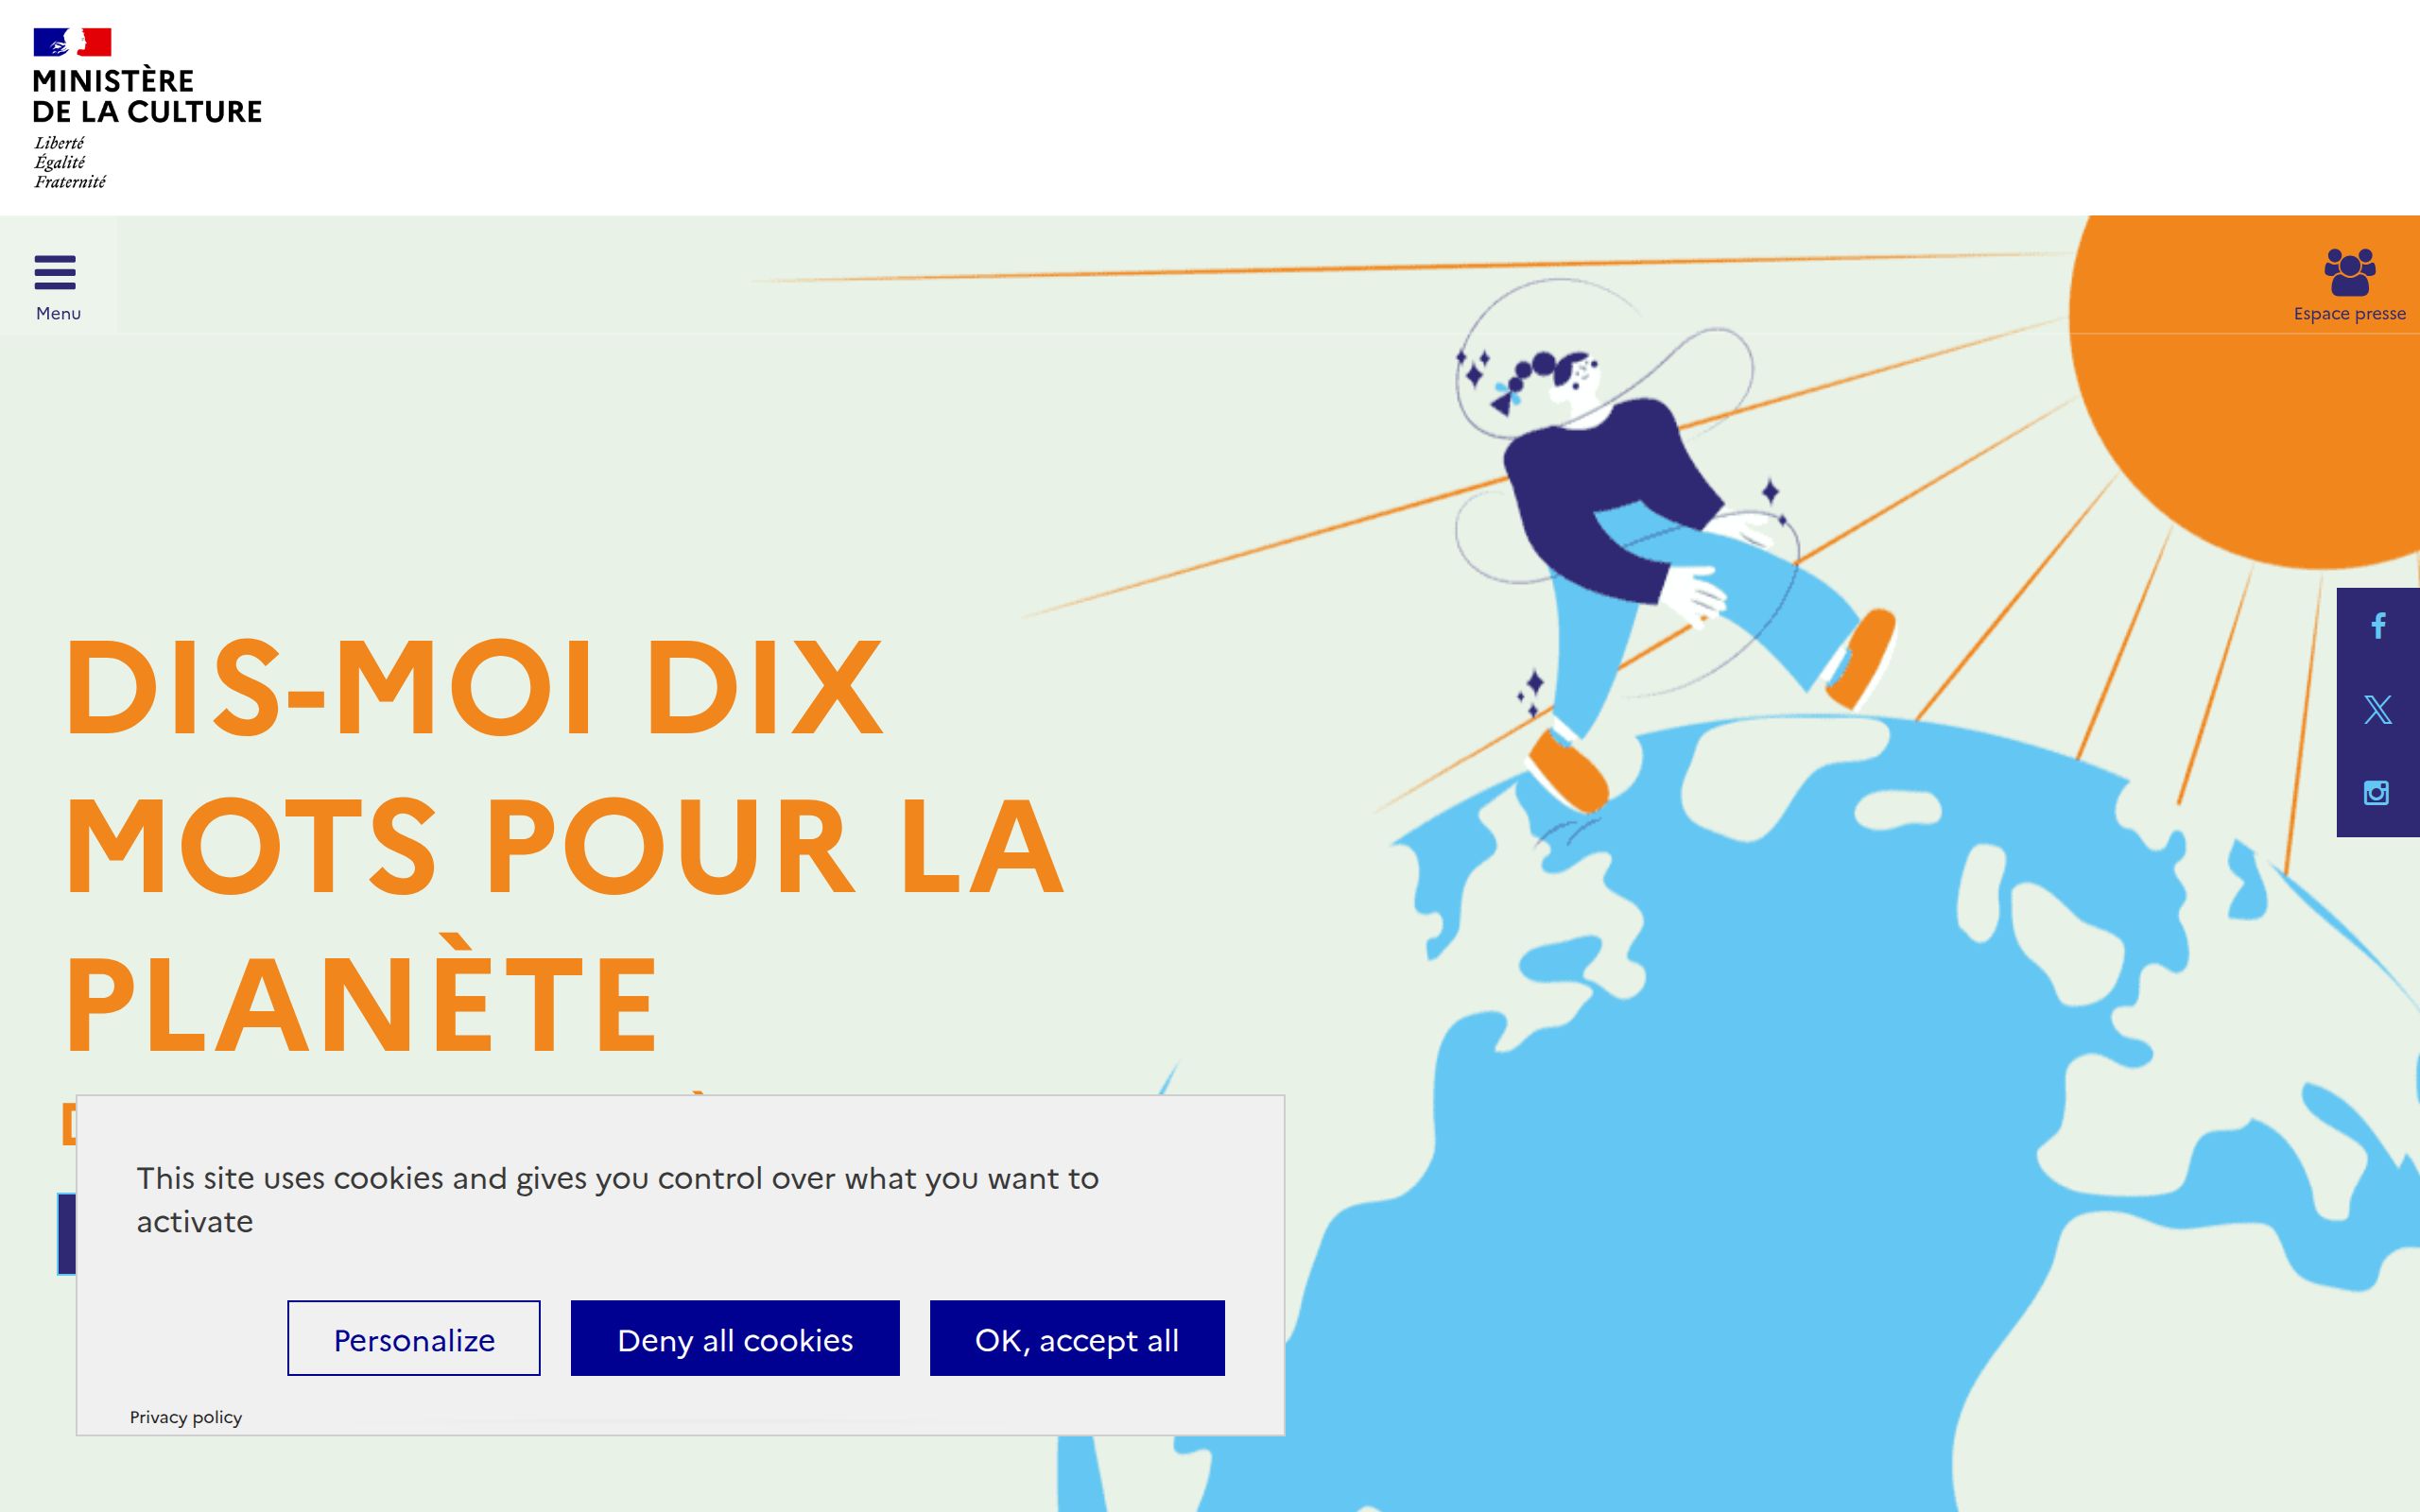 MINISTÈRE
DE LA CULTURE
Liberté
Égalité
Fraternité
Menu
Espace presse
DIS-MOI DIX
MOTS POUR LA
PLANÈTE
This site uses cookies and gives you control over what you want to
activate
Personalize
Deny all cookies
OK, accept all
Privacy policy